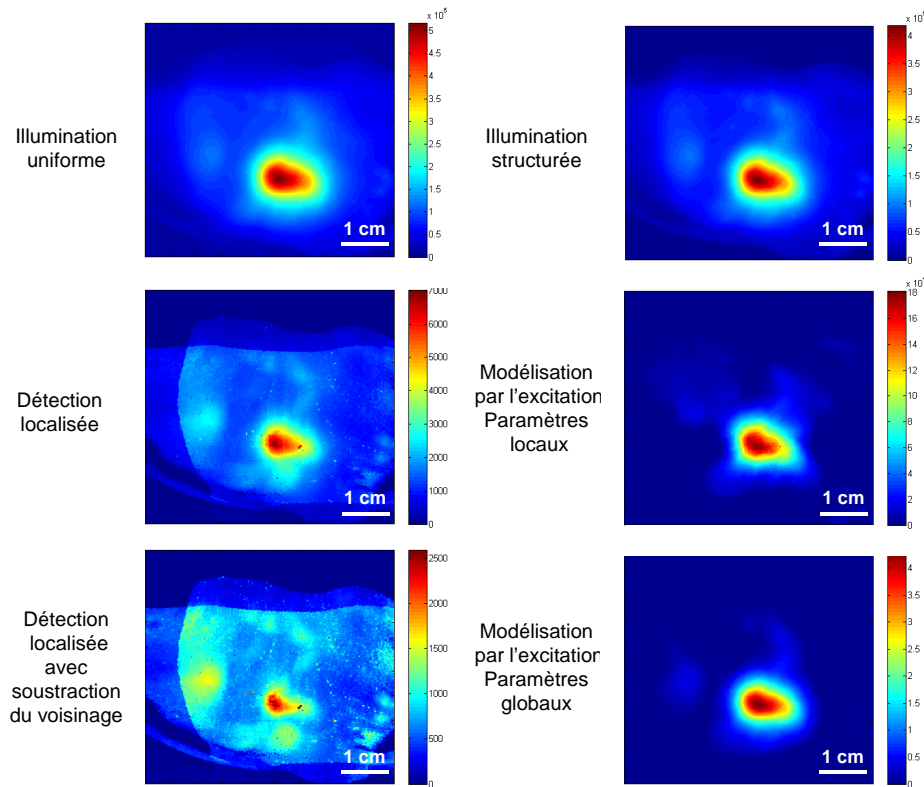 x 10⁵
5
4.5
4
3.5
3
2.5
2
1.5
1
0.5
0
Illumination
uniforme
1 cm
x 10⁵
4
3.5
3
2.5
2
1.5
1
0.5
0
Illumination
structurée
1 cm
7000
6000
5000
4000
3000
2000
1000
0
Détection
localisée
1 cm
x 10
18
16
14
12
10
8
6
4
2
0
Modélisation
par l'excitation
Paramètres
locaux
1 cm
2500
2000
1500
1000
500
0
Détection
localisée
avec
soustraction
du voisinage
1 cm
x 10
4
3.5
3
2.5
2
1.5
1
0.5
0
Modélisation
par l'excitation
Paramètres
globaux
1 cm